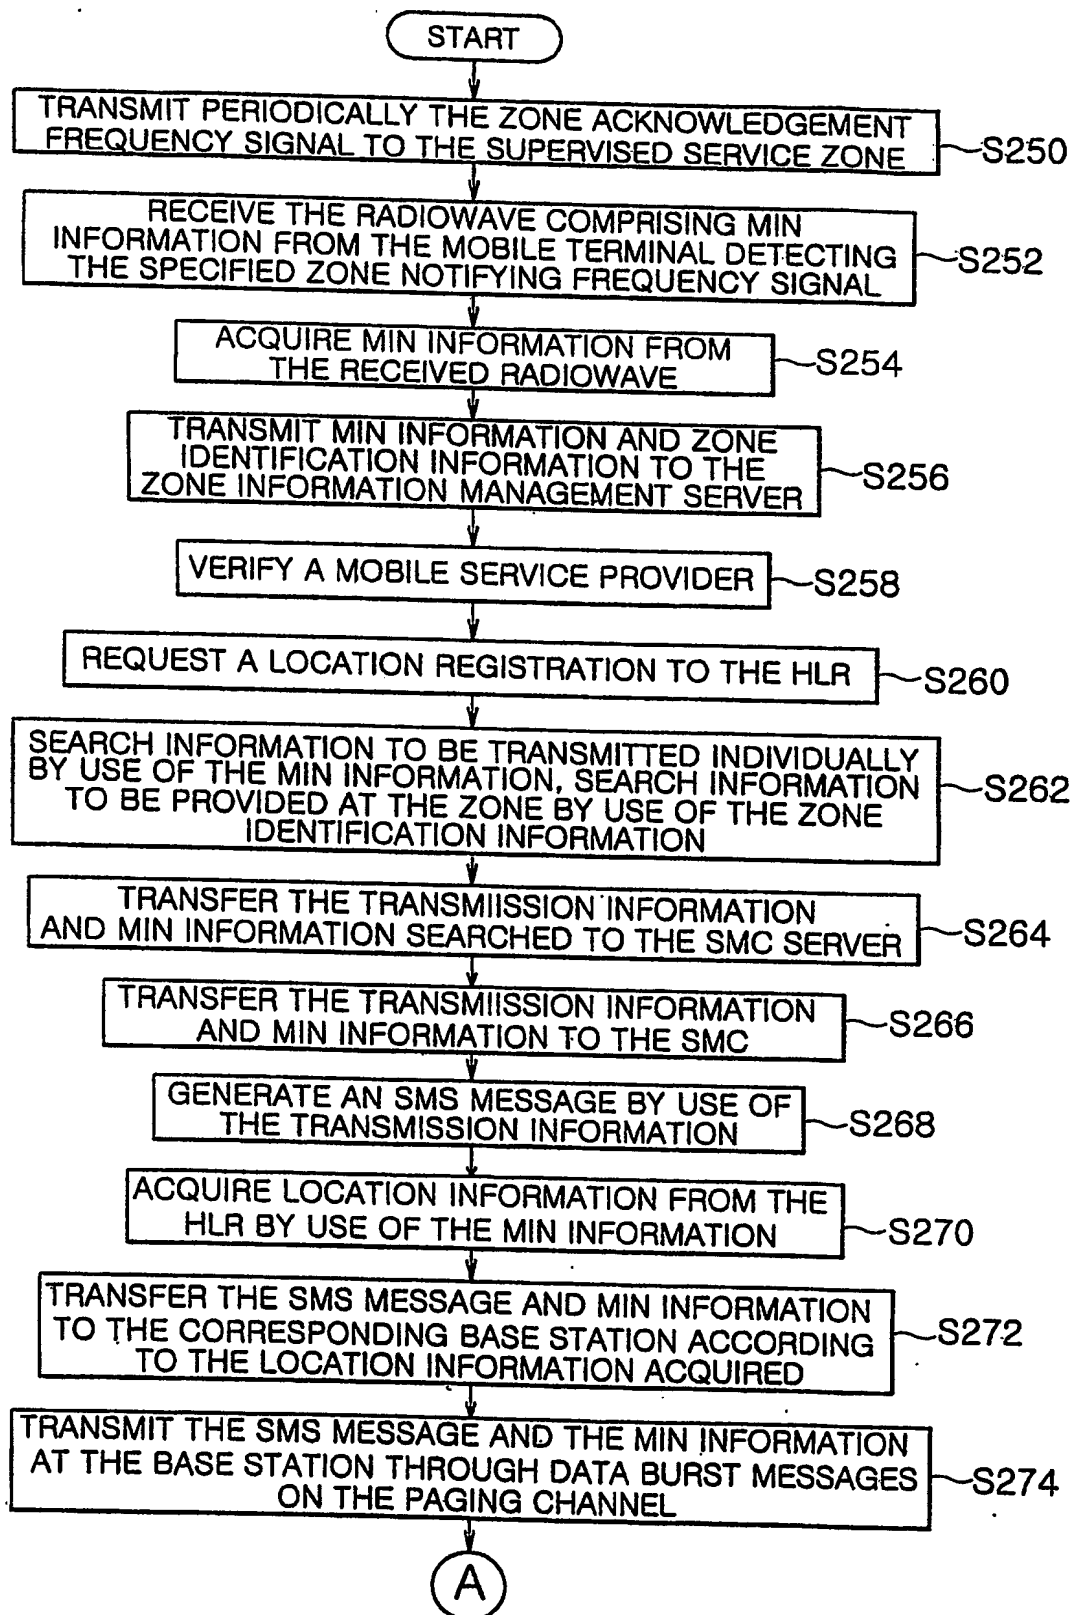 START
TRANSMIT PERIODICALLY THE ZONE ACKNOWLEDGEMENT
FREQUENCY SIGNAL TO THE SUPERVISED SERVICE ZONE
S250
RECEIVE THE RADIOWAVE COMPRISING MIN
INFORMATION FROM THE MOBILE TERMINAL DETECTING
THE SPECIFIED ZONE NOTIFYING FREQUENCY SIGNAL
S252
ACQUIRE MIN INFORMATION FROM
THE RECEIVED RADIOWAVE
S254
TRANSMIT MIN INFORMATION AND ZONE
IDENTIFICATION INFORMATION TO THE
ZONE INFORMATION MANAGEMENT SERVER
S256
VERIFY A MOBILE SERVICE PROVIDER
S258
REQUEST A LOCATION REGISTRATION TO THE HLR
S260
SEARCH INFORMATION TO BE TRANSMITTED INDIVIDUALLY
BY USE OF THE MIN INFORMATION, SEARCH INFORMATION
TO BE PROVIDED AT THE ZONE BY USE OF THE ZONE
IDENTIFICATION INFORMATION
S262
TRANSFER THE TRANSMIISSION INFORMATION
AND MIN INFORMATION SEARCHED TO THE SMC SERVER
S264
TRANSFER THE TRANSMIISSION INFORMATION
AND MIN INFORMATION TO THE SMC
S266
GENERATE AN SMS MESSAGE BY USE OF
THE TRANSMISSION INFORMATION
S268
ACQUIRE LOCATION INFORMATION FROM THE
HLR BY USE OF THE MIN INFORMATION
S270
TRANSFER THE SMS MESSAGE AND MIN INFORMATION
TO THE CORRESPONDING BASE STATION ACCORDING
TO THE LOCATION INFORMATION ACQUIRED
S272
TRANSMIT THE SMS MESSAGE AND THE MIN INFORMATION
AT THE BASE STATION THROUGH DATA BURST MESSAGES
ON THE PAGING CHANNEL
S274
A